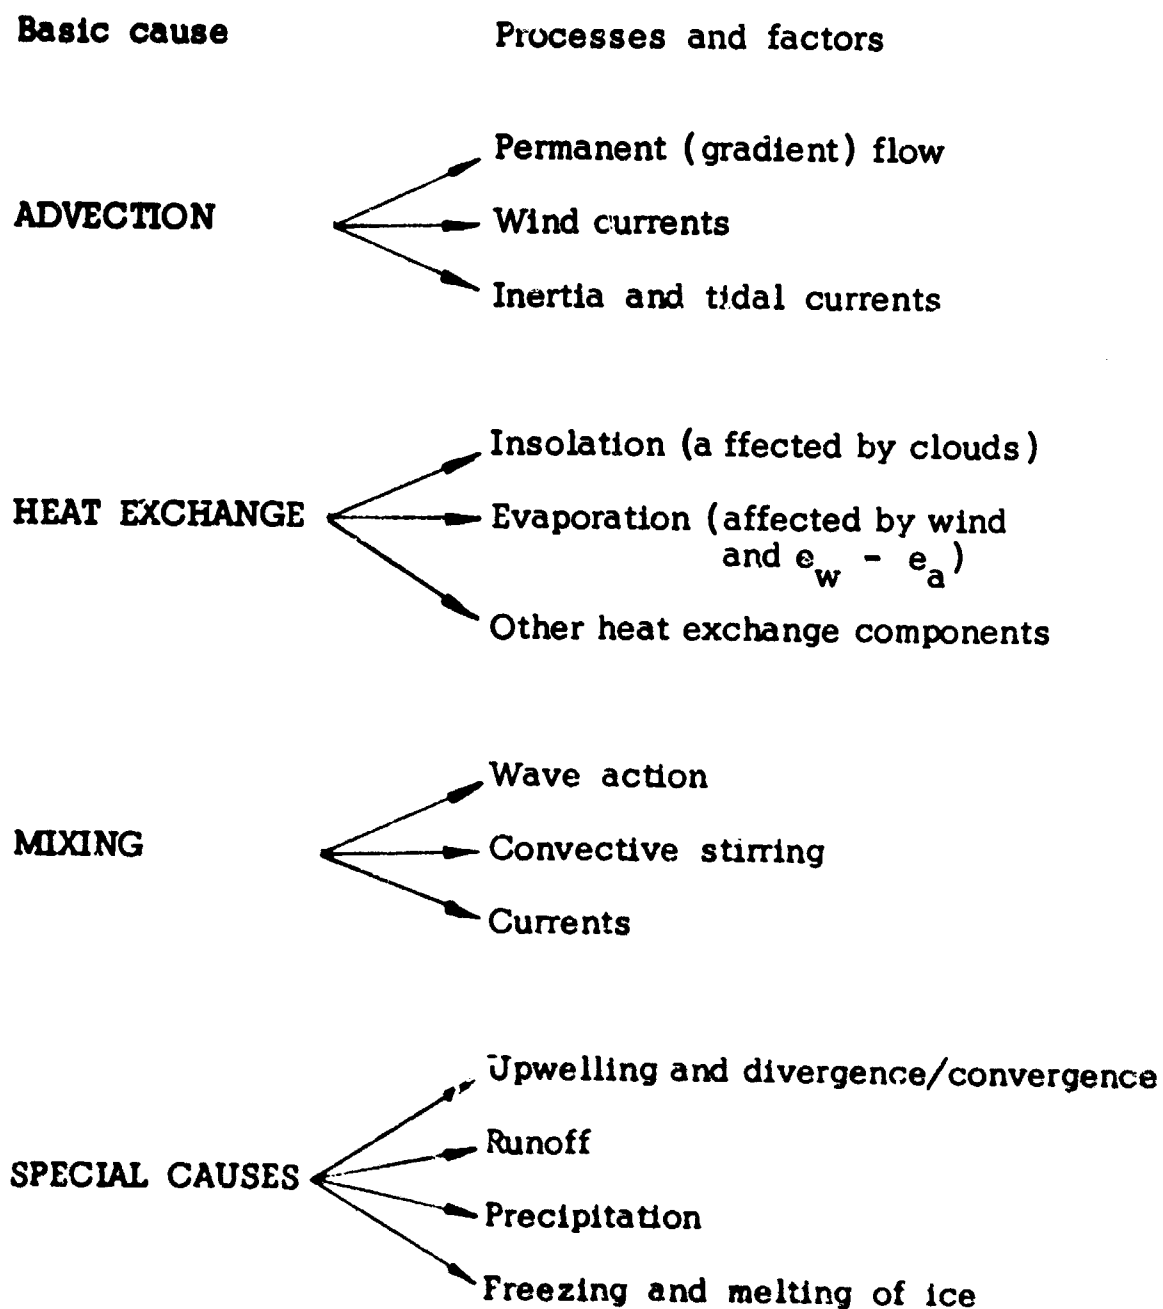 Basic cause Processes and factors
Permanent (gradient) flow
ADVECTION
Wind currents
Inertia and tidal currents
Insolation (a ffected by clouds)
HEAT EXCHANGE
Evaporation (affected by wind
and e_w - e_a)
Other heat exchange components
Wave action
MIXING
Convective stirring
Currents
Upwelling and divergence/convergence
Runoff
SPECIAL CAUSES
Precipitation
Freezing and melting of ice